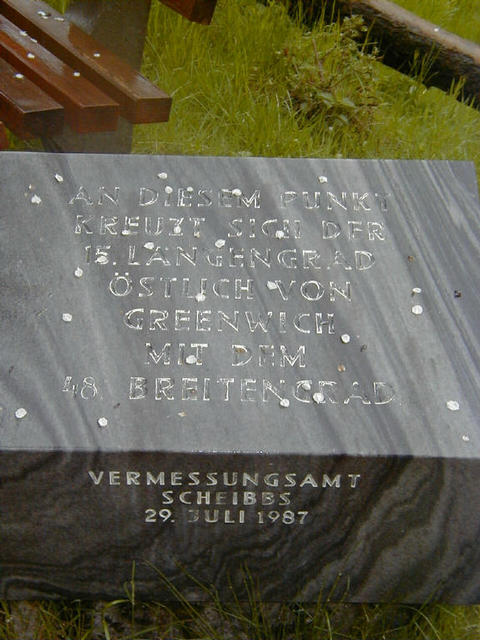 AN DIESEM PUNKT
KREUZT SICH DER
15. LÄNGENGRAD
ÖSTLICH VON
GREENWICH
MIT DEM
48. BREITENGRAD
VERMESSUNGSAMT
SCHEIBBS
29. JULI 1987